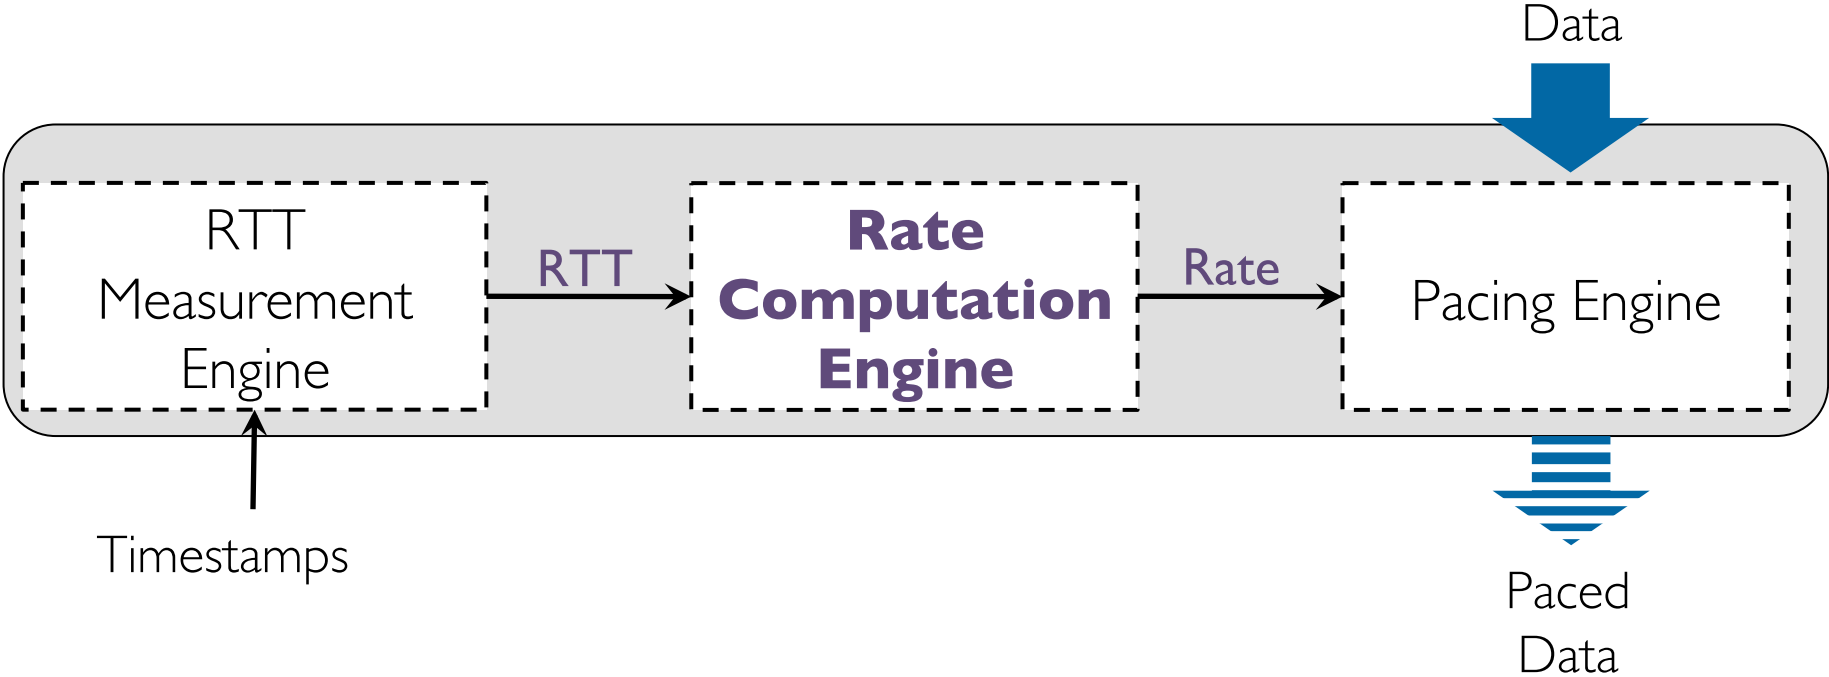 Data
RTT
Measurement
Engine
RTT
Rate
Computation
Engine
Rate
Pacing Engine
Timestamps
Paced
Data